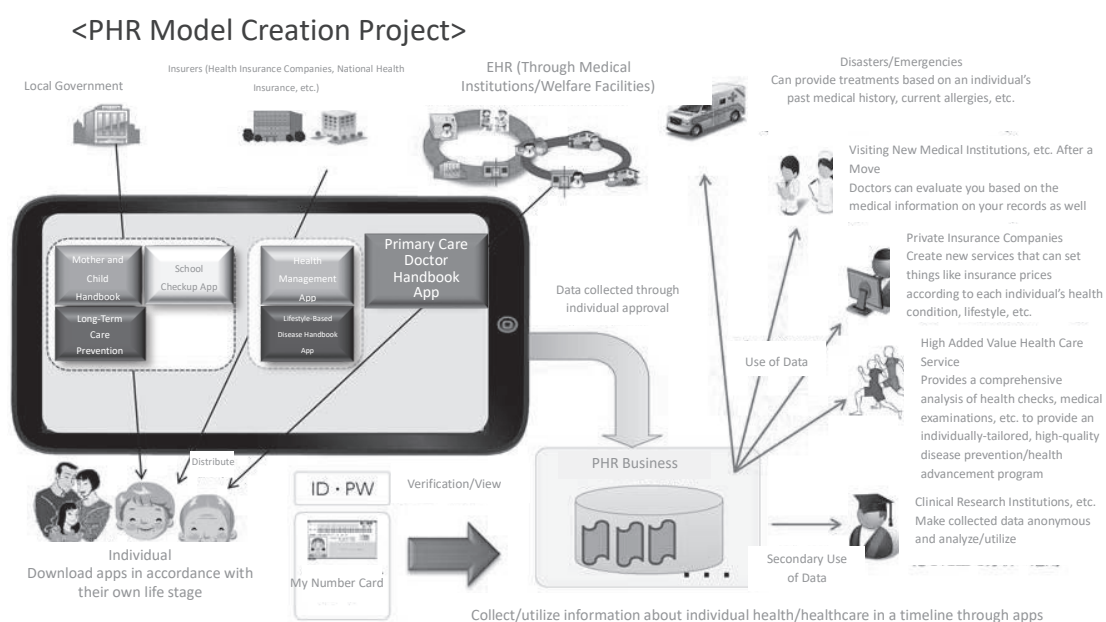 <PHR Model Creation Project>
Local Government
Insurers (Health Insurance Companies, National Health
Insurance, etc.)
EHR (Through Medical
Institutions/Welfare Facilities)
Disasters/Emergencies
Can provide treatments based on an individual's
past medical history, current allergies, etc.
Visiting New Medical Institutions, etc. After a
Move
Doctors can evaluate you based on the
medical information on your records as well
Private Insurance Companies
Create new services that can set
things like insurance prices
according to each individual's health
condition, lifestyle, etc.
High Added Value Health Care
Service
Provides a comprehensive
analysis of health checks, medical
examinations, etc. to provide an
individually-tailored, high-quality
disease prevention/health
advancement program
Clinical Research Institutions, etc.
Make collected data anonymous
and analyze/utilize
Mother and
Child
Handbook
School
Checkup App
Long-Term
Care
Prevention
Health
Management
App
Lifestyle-Based
Disease Handbook
App
Primary Care
Doctor
Handbook
App
Data collected through
individual approval
Use of Data
Secondary Use
of Data
PHR Business
Distribute
Individual
Download apps in accordance with
their own life stage
ID・PW
My Number Card
Verification/View
Collect/utilize information about individual health/healthcare in a timeline through apps